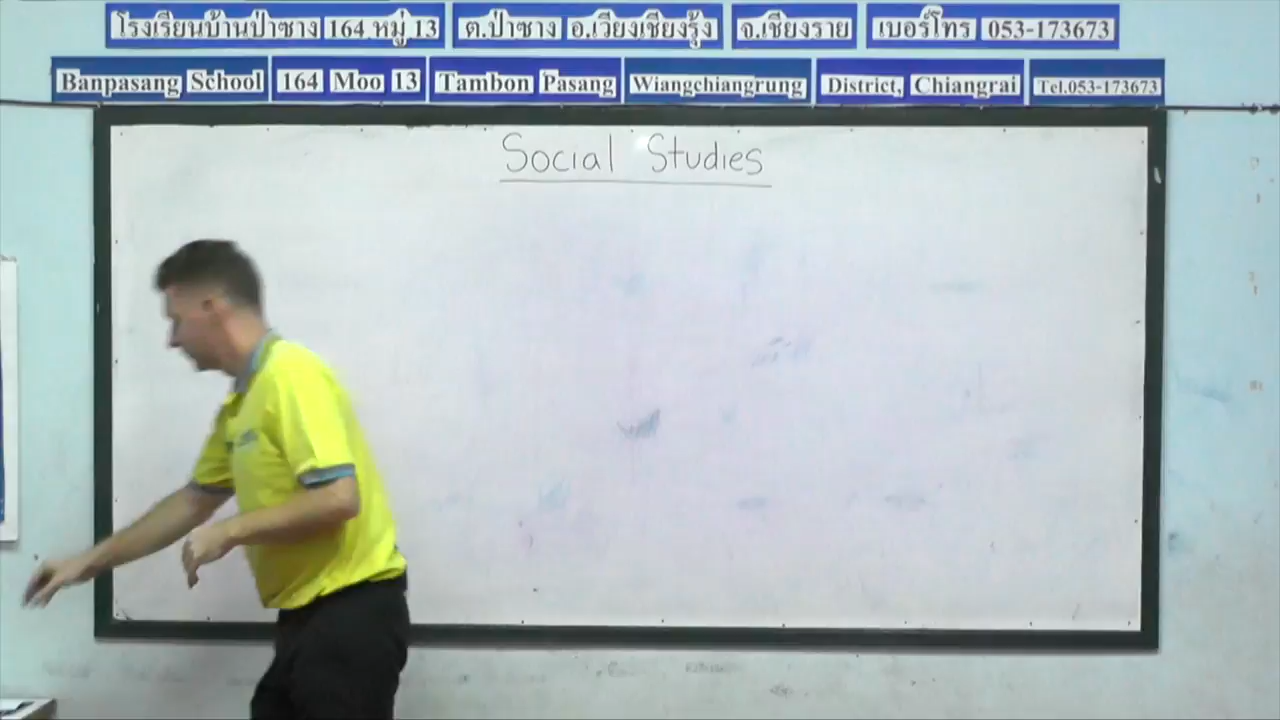 โรงเรียนบ้านป่าซาง 164 หมู่ 13 ต.ป่าซาง อ.เวียงเชียงรุ้ง จ.เชียงราย เบอร์โทร 053-173673
Banpasang School 164 Moo 13 Tambon Pasang Wiangchiangrung District, Chiangrai Tel.053-173673
Social Studies